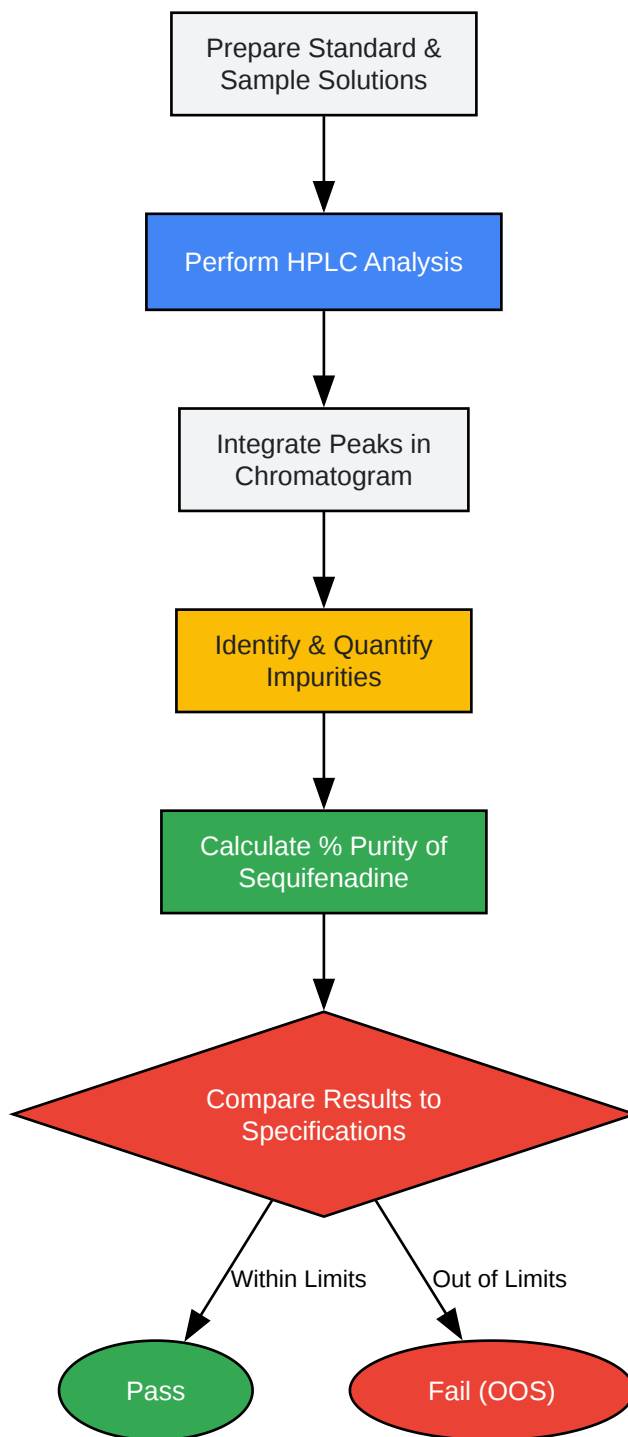 Prepare Standard &
Sample Solutions
Perform HPLC Analysis
Integrate Peaks in
Chromatogram
Identify & Quantify
Impurities
Calculate % Purity of
Sequifenadine
Compare Results to
Specifications
Within Limits
Out of Limits
Pass
Fail (OOS)